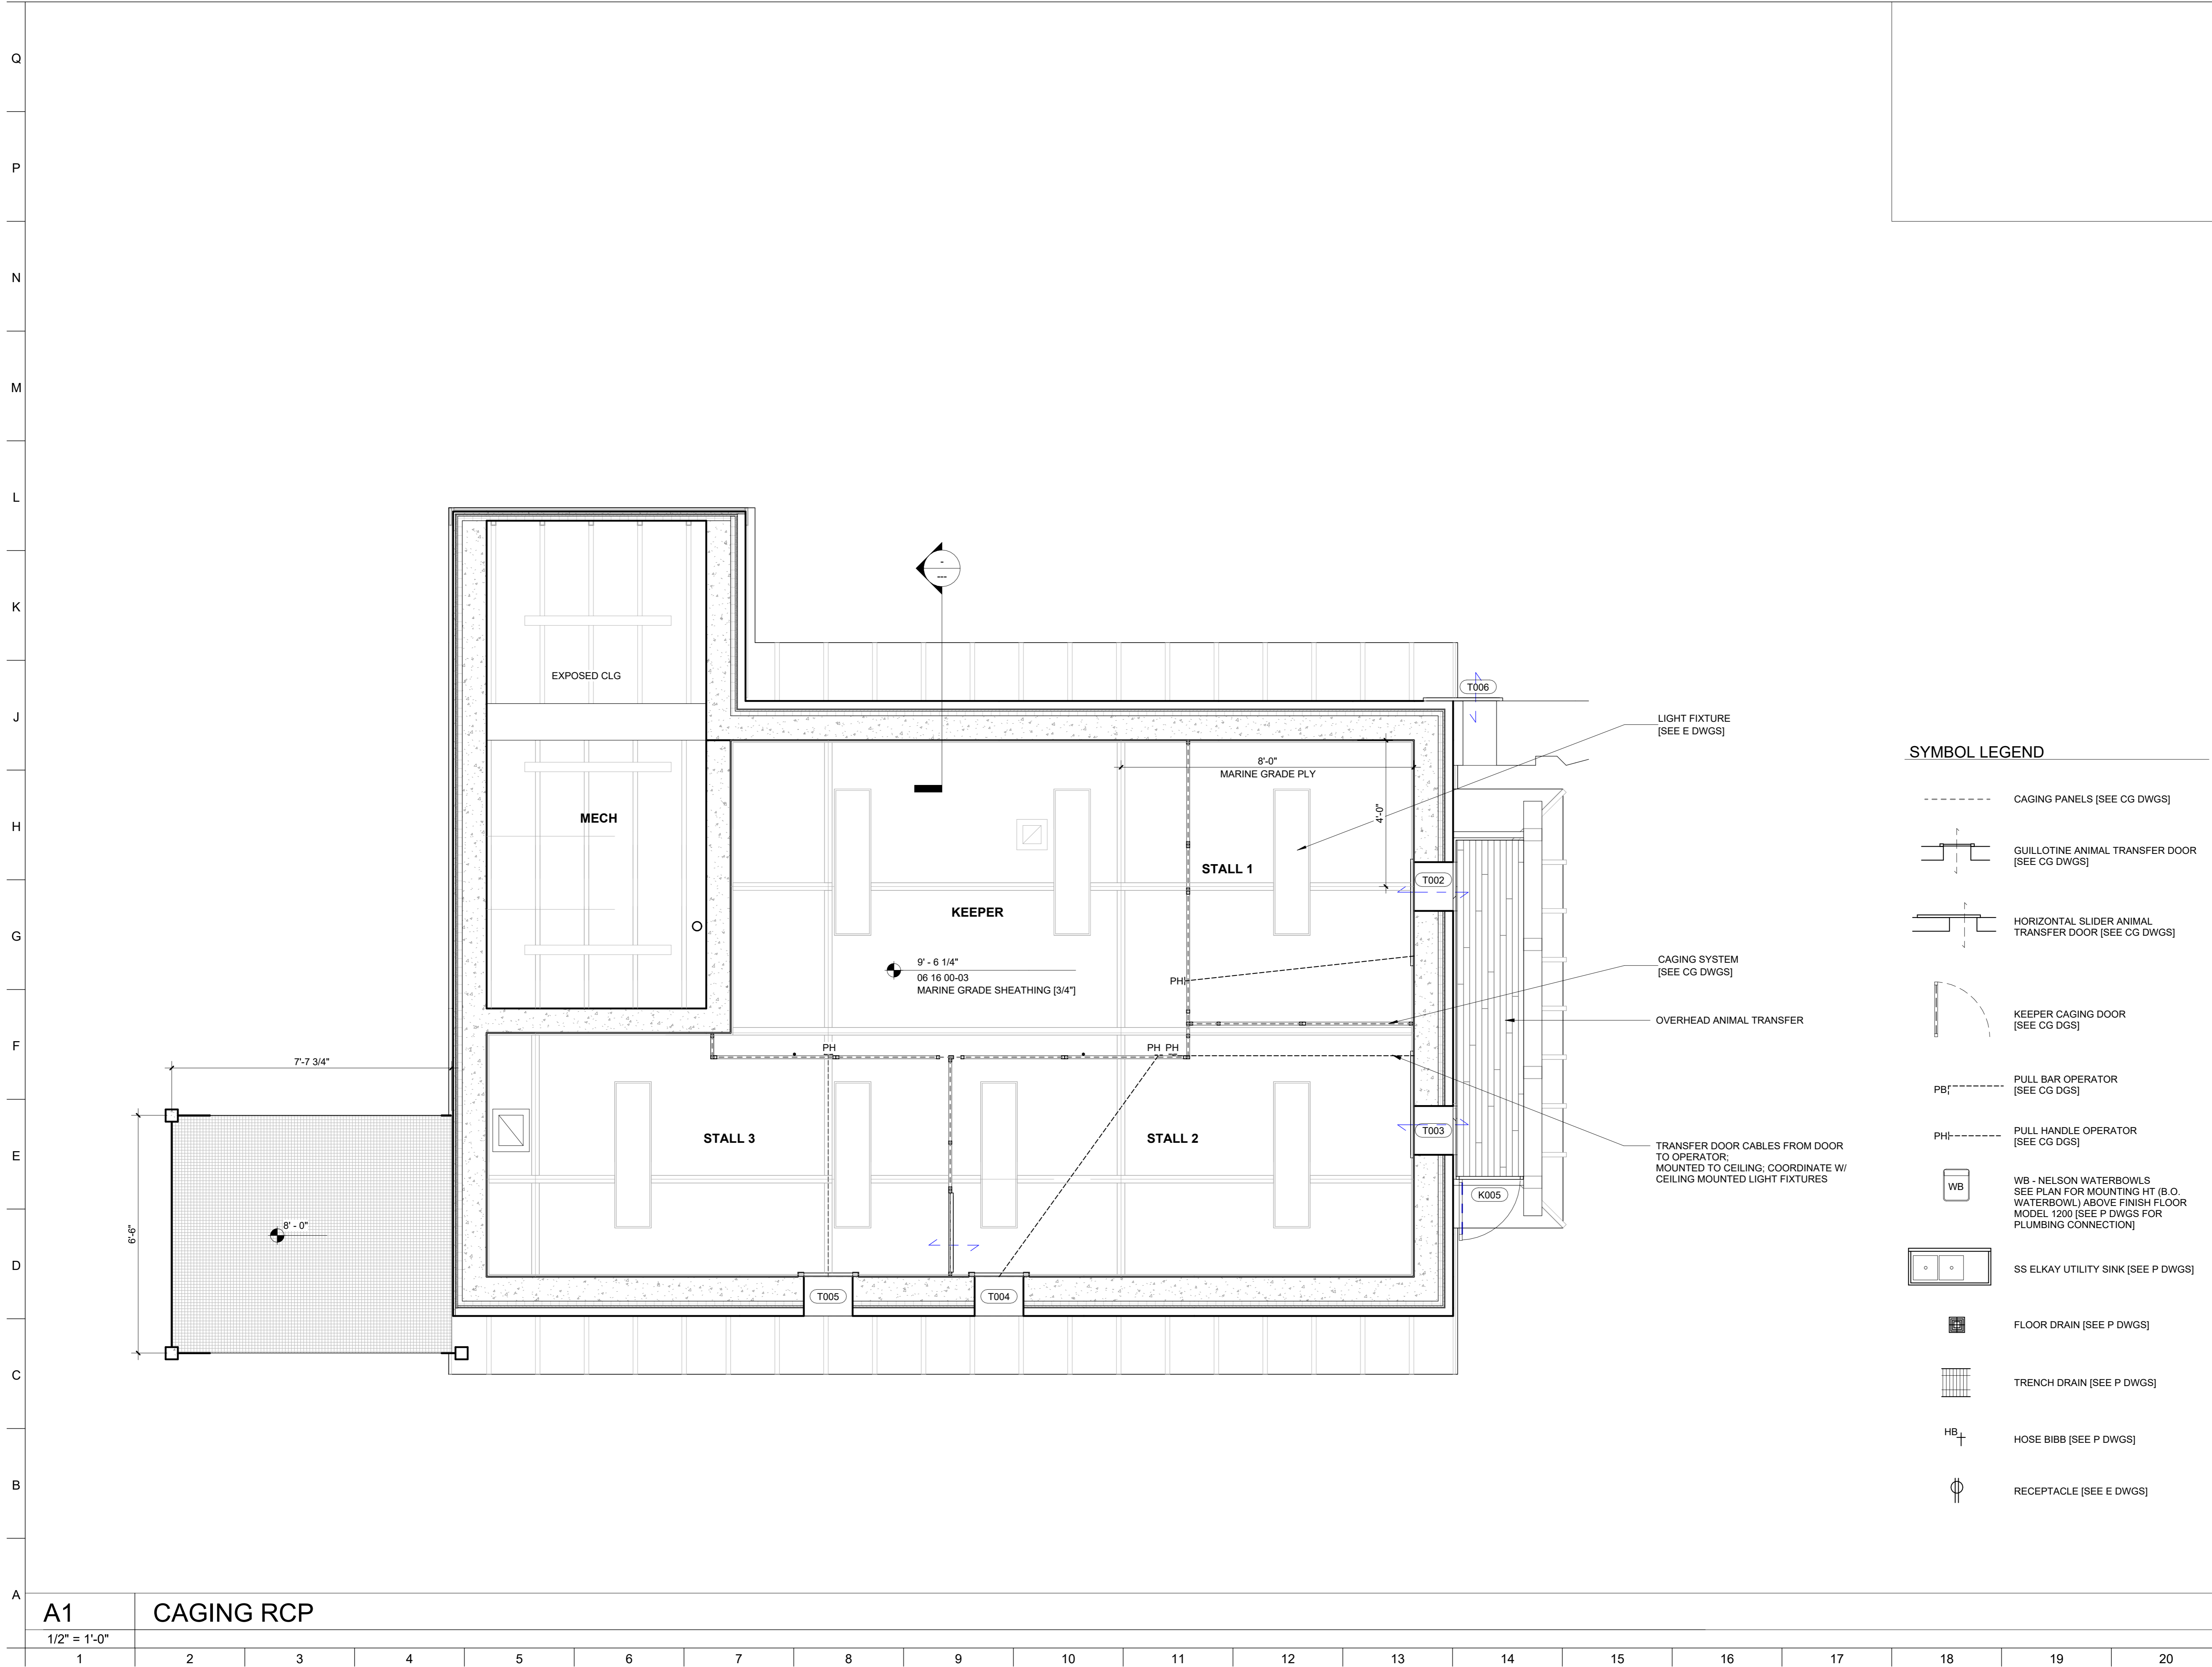 Q
P
N
M
L
K
J
H
G
F
E
D
C
B
A
-
---
EXPOSED CLG
T006
LIGHT FIXTURE
[SEE E DWGS]
8'-0"
MARINE GRADE PLY
4'-0"
MECH
STALL 1
T002
KEEPER
9' - 6 1/4"
06 16 00-03
MARINE GRADE SHEATHING [3/4"]
PH
CAGING SYSTEM
[SEE CG DWGS]
OVERHEAD ANIMAL TRANSFER
PH
PH PH
7'-7 3/4"
STALL 3
STALL 2
T003
TRANSFER DOOR CABLES FROM DOOR
TO OPERATOR;
MOUNTED TO CEILING; COORDINATE W/
CEILING MOUNTED LIGHT FIXTURES
K005
6'-6"
8' - 0"
T005
T004
SYMBOL LEGEND
CAGING PANELS [SEE CG DWGS]
GUILLOTINE ANIMAL TRANSFER DOOR
[SEE CG DWGS]
HORIZONTAL SLIDER ANIMAL
TRANSFER DOOR [SEE CG DWGS]
KEEPER CAGING DOOR
[SEE CG DGS]
PB
PULL BAR OPERATOR
[SEE CG DGS]
PH
PULL HANDLE OPERATOR
[SEE CG DGS]
WB
WB - NELSON WATERBOWLS
SEE PLAN FOR MOUNTING HT (B.O.
WATERBOWL) ABOVE FINISH FLOOR
MODEL 1200 [SEE P DWGS FOR
PLUMBING CONNECTION]
SS ELKAY UTILITY SINK [SEE P DWGS]
FLOOR DRAIN [SEE P DWGS]
TRENCH DRAIN [SEE P DWGS]
HB
HOSE BIBB [SEE P DWGS]
RECEPTACLE [SEE E DWGS]
A1 CAGING RCP
1/2" = 1'-0"
1 2 3 4 5 6 7 8 9 10 11 12 13 14 15 16 17 18 19 20